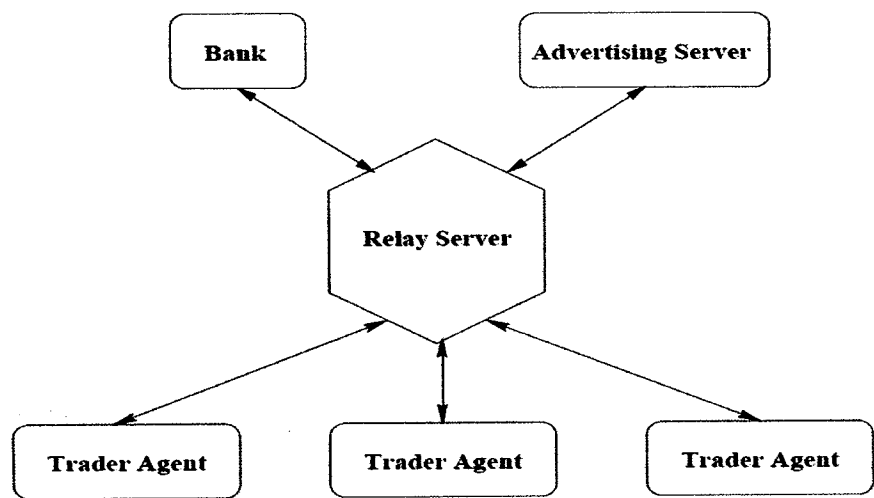 Bank
Advertising Server
Relay Server
Trader Agent
Trader Agent
Trader Agent